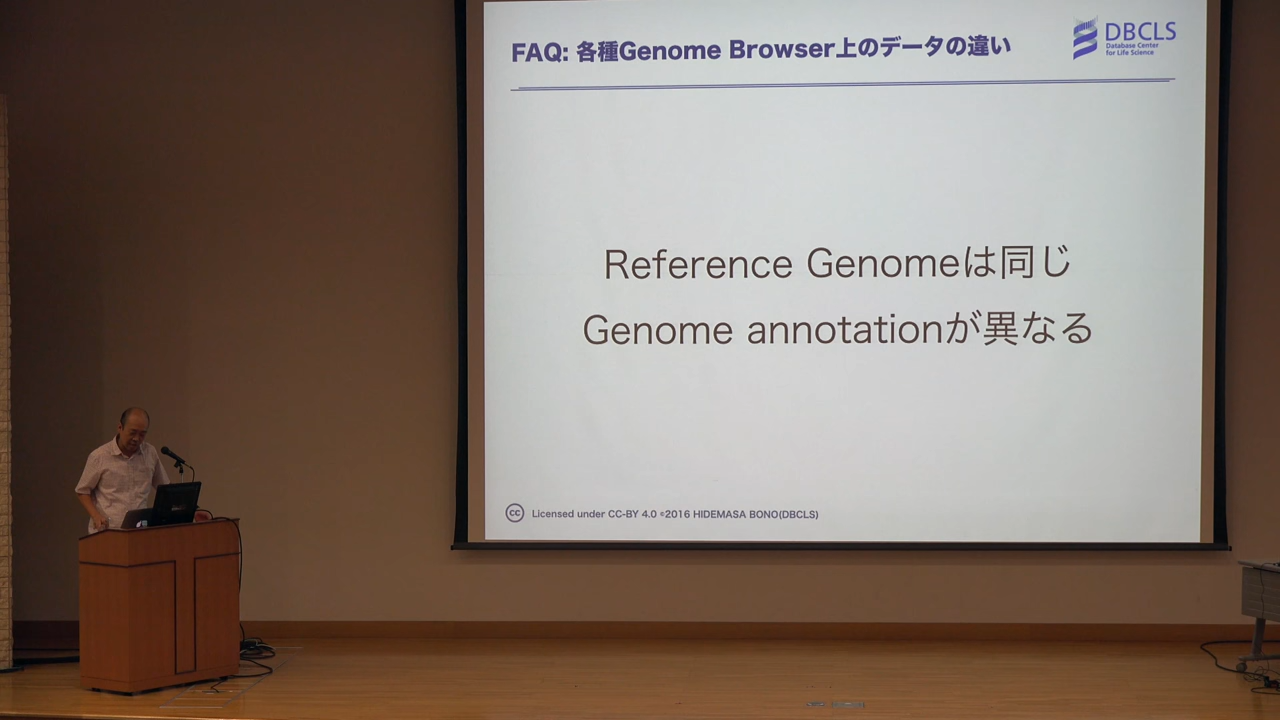 FAQ: 各種Genome Browser上のデータの違い
DBCLS
Database Center
for Life Science
Reference Genomeは同じ
Genome annotationが異なる
cc
Licensed under CC-BY 4.0 ©2016 HIDEMASA BONO(DBCLS)